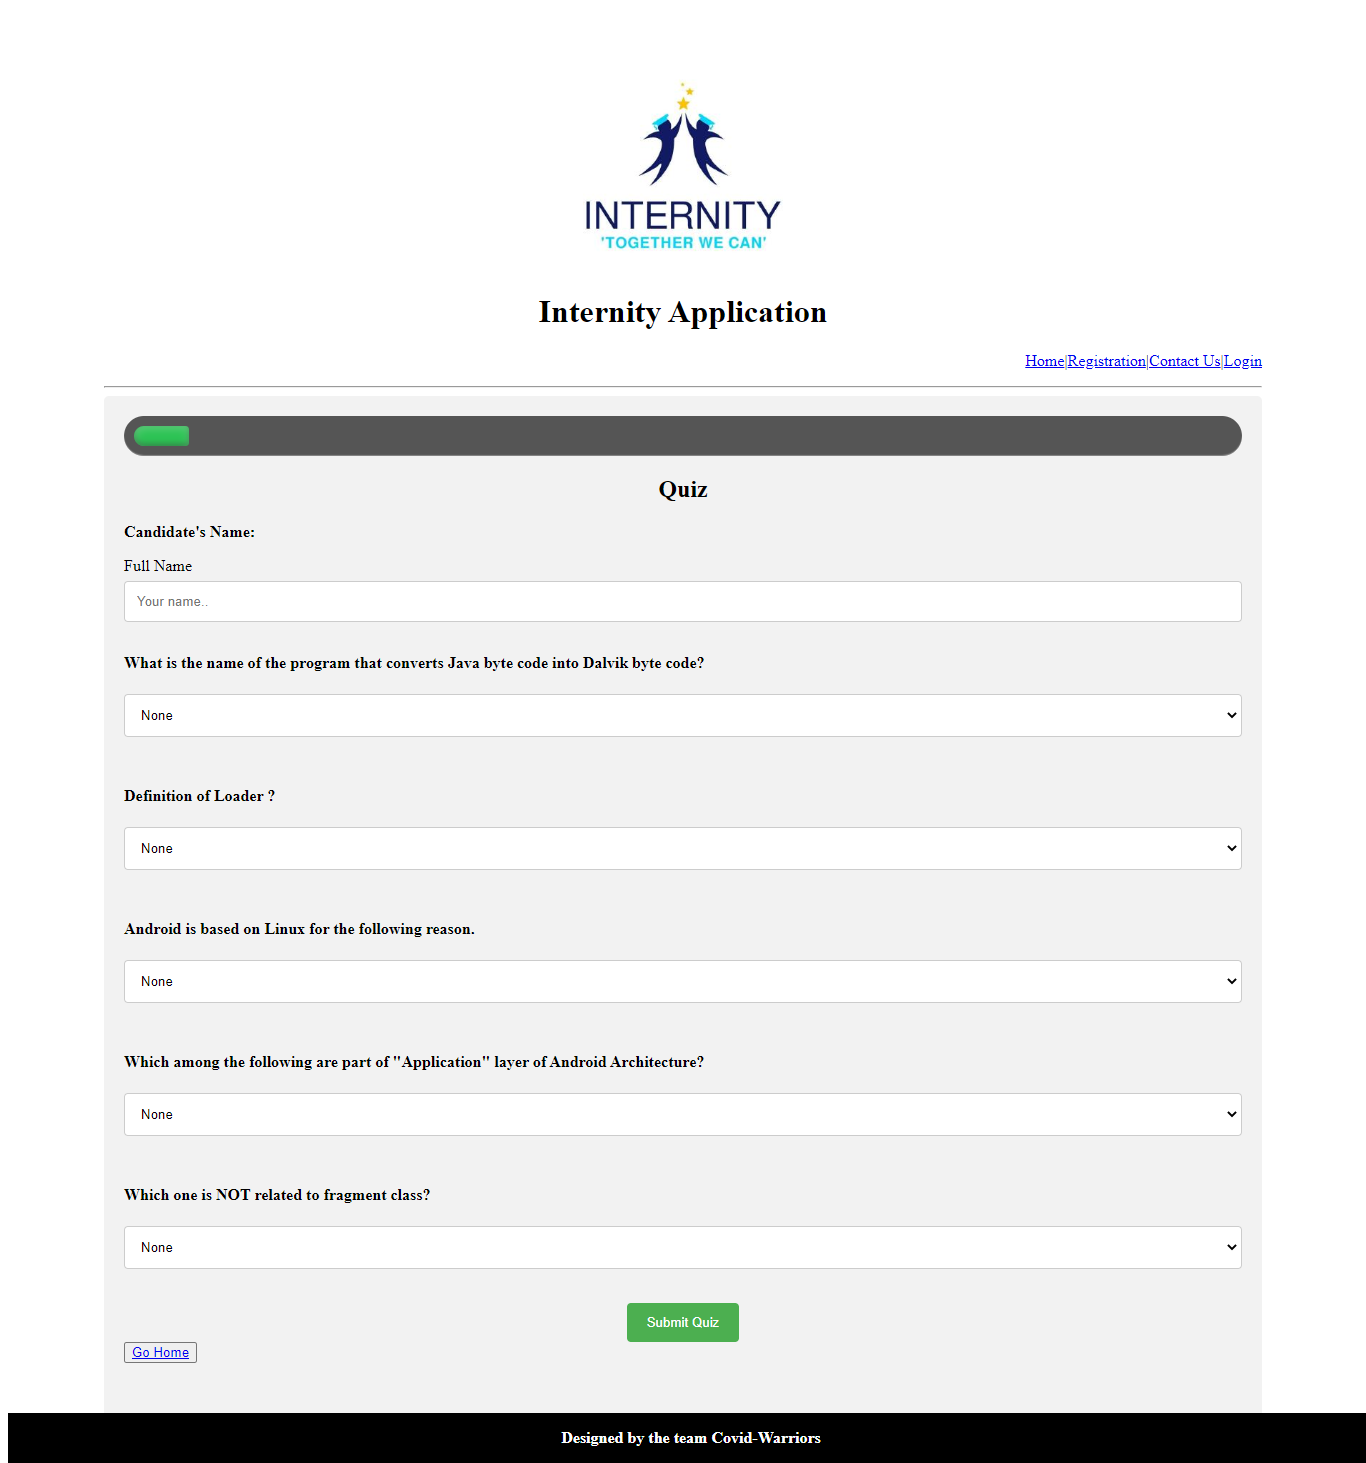 INTERNITY
'TOGETHER WE CAN'
Internity Application
Home|Registration|Contact Us|Login
Quiz
Candidate's Name:
Full Name
Your name..
What is the name of the program that converts Java byte code into Dalvik byte code?
None
Definition of Loader ?
None
Android is based on Linux for the following reason.
None
Which among the following are part of "Application" layer of Android Architecture?
None
Which one is NOT related to fragment class?
None
Submit Quiz
Go Home
Designed by the team Covid-Warriors